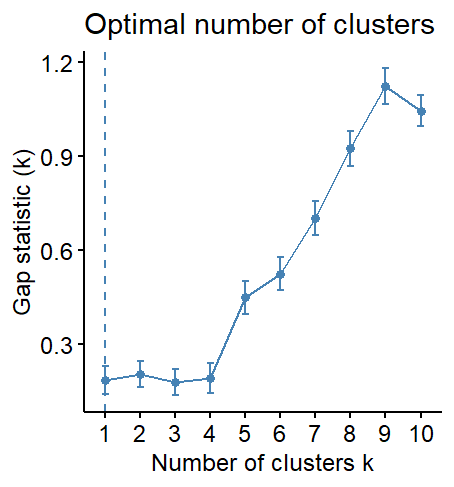 Optimal number of clusters
Gap statistic (k)
1.2
0.9
0.6
0.3
1 2 3 4 5 6 7 8 9 10
Number of clusters k